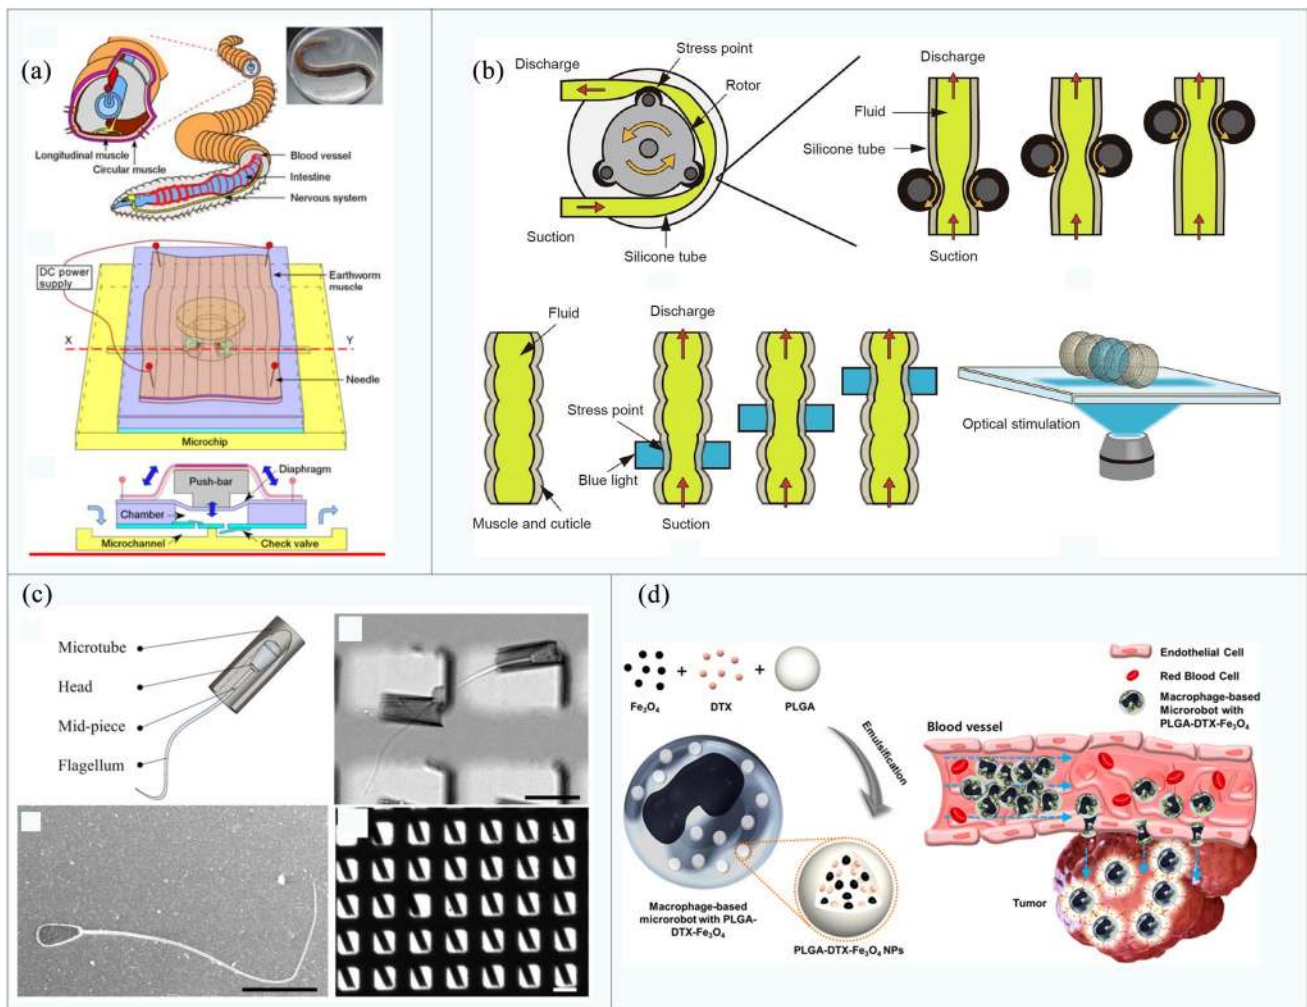 (a)
Longitudinal muscle
Circular muscle
Blood vessel
Intestine
Nervous system
DC power
supply
Earthworm
muscle
X
Y
Needle
Microchip
Push-bar
Diaphragm
Chamber
Microchannel
Check valve
(b)
Stress point
Discharge
Rotor
Suction
Silicone tube
Discharge
Fluid
Silicone tube
Suction
Fluid
Discharge
Stress point
Blue light
Muscle and cuticle
Suction
Optical stimulation
(c)
Microtube
Head
Mid-piece
Flagellum
(d)
Fe₃O₄
+
DTX
+
PLGA
Emulsification
Macrophage-based
microrobot with PLGA-
DTX-Fe₃O₄
PLGA-DTX-Fe₃O₄ NPs
Endothelial Cell
Red Blood Cell
Macrophage-based
Microrobot with
PLGA-DTX-Fe₃O₄
Blood vessel
Tumor